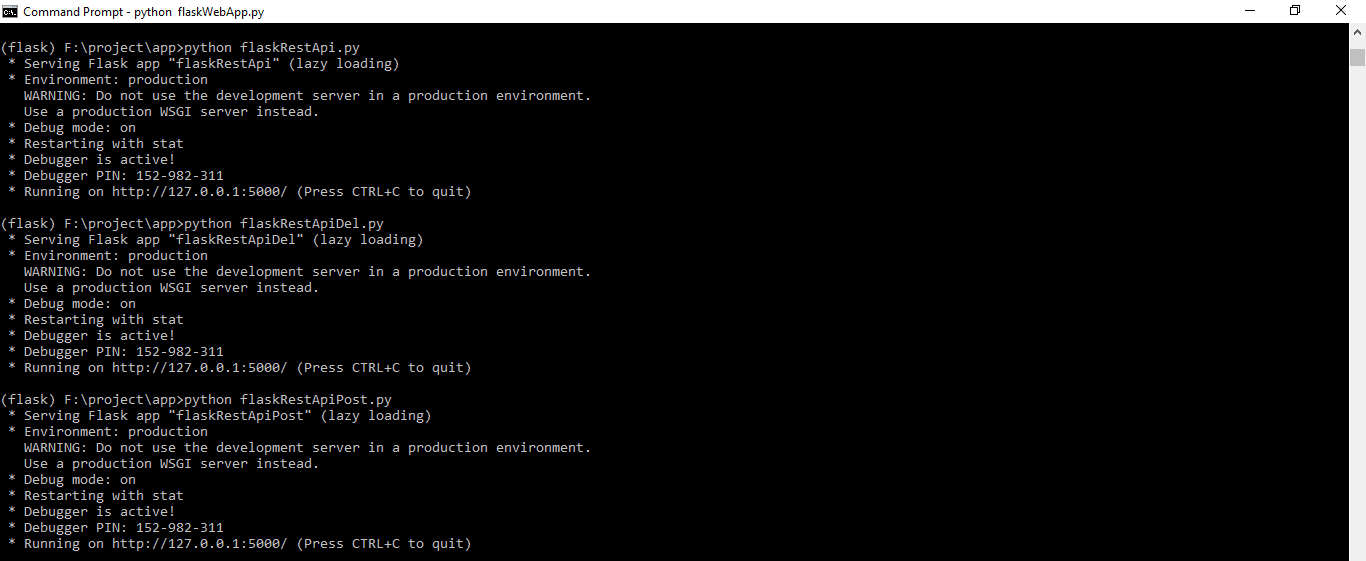 Command Prompt - python flaskWebApp.py
(flask) F:\project\app>python flaskRestApi.py
* Serving Flask app "flaskRestApi" (lazy loading)
* Environment: production
WARNING: Do not use the development server in a production environment.
Use a production WSGI server instead.
* Debug mode: on
* Restarting with stat
* Debugger is active!
* Debugger PIN: 152-982-311
* Running on http://127.0.0.1:5000/ (Press CTRL+C to quit)
(flask) F:\project\app>python flaskRestApiDel.py
* Serving Flask app "flaskRestApiDel" (lazy loading)
* Environment: production
WARNING: Do not use the development server in a production environment.
Use a production WSGI server instead.
* Debug mode: on
* Restarting with stat
* Debugger is active!
* Debugger PIN: 152-982-311
* Running on http://127.0.0.1:5000/ (Press CTRL+C to quit)
(flask) F:\project\app>python flaskRestApiPost.py
* Serving Flask app "flaskRestApiPost" (lazy loading)
* Environment: production
WARNING: Do not use the development server in a production environment.
Use a production WSGI server instead.
* Debug mode: on
* Restarting with stat
* Debugger is active!
* Debugger PIN: 152-982-311
* Running on http://127.0.0.1:5000/ (Press CTRL+C to quit)